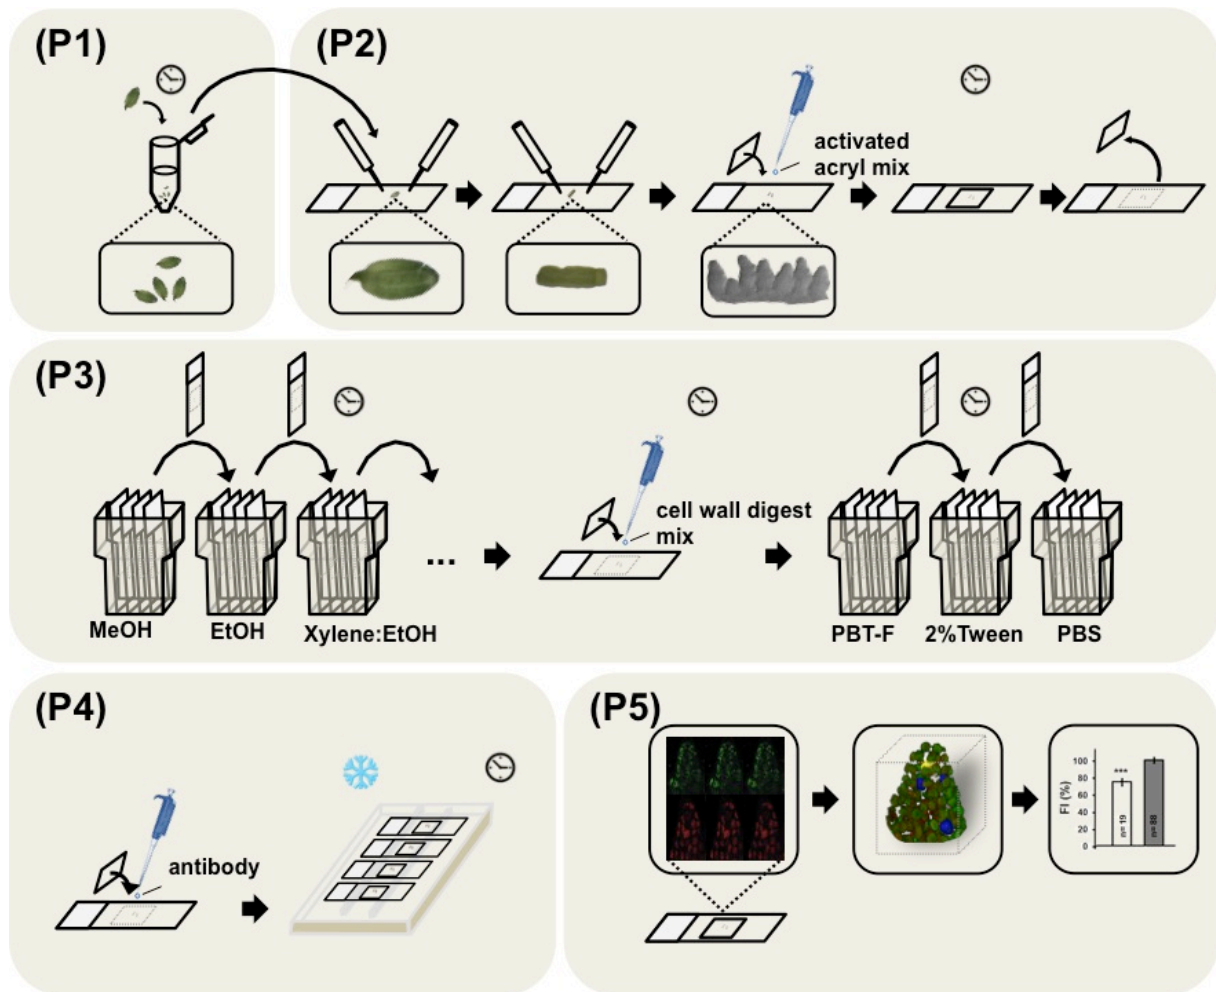 (P1)
(P2)
activated
acryl mix
(P3)
cell wall digest
mix
...
MeOH
EtOH
Xylene:EtOH
PBT-F
2%Tween
PBS
(P4)
antibody
(P5)
FI (%)
100
80
60
40
20
0
***
n= 19
n= 88